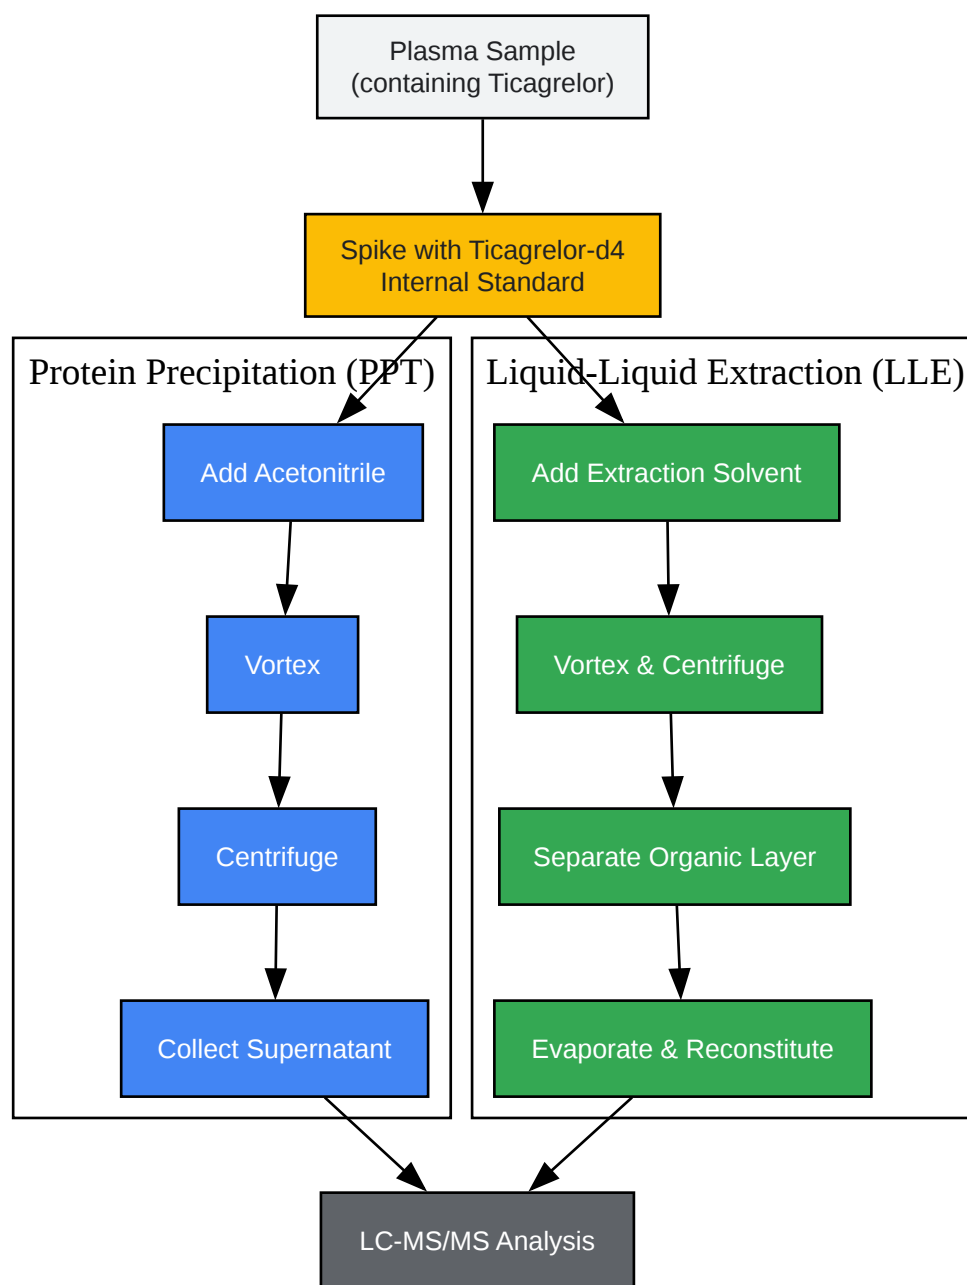 Plasma Sample
(containing Ticagrelor)
Spike with Ticagrelor-d4
Internal Standard
Protein Precipitation (PPT)
Add Acetonitrile
Vortex
Centrifuge
Collect Supernatant
Liquid-Liquid Extraction (LLE)
Add Extraction Solvent
Vortex & Centrifuge
Separate Organic Layer
Evaporate & Reconstitute
LC-MS/MS Analysis